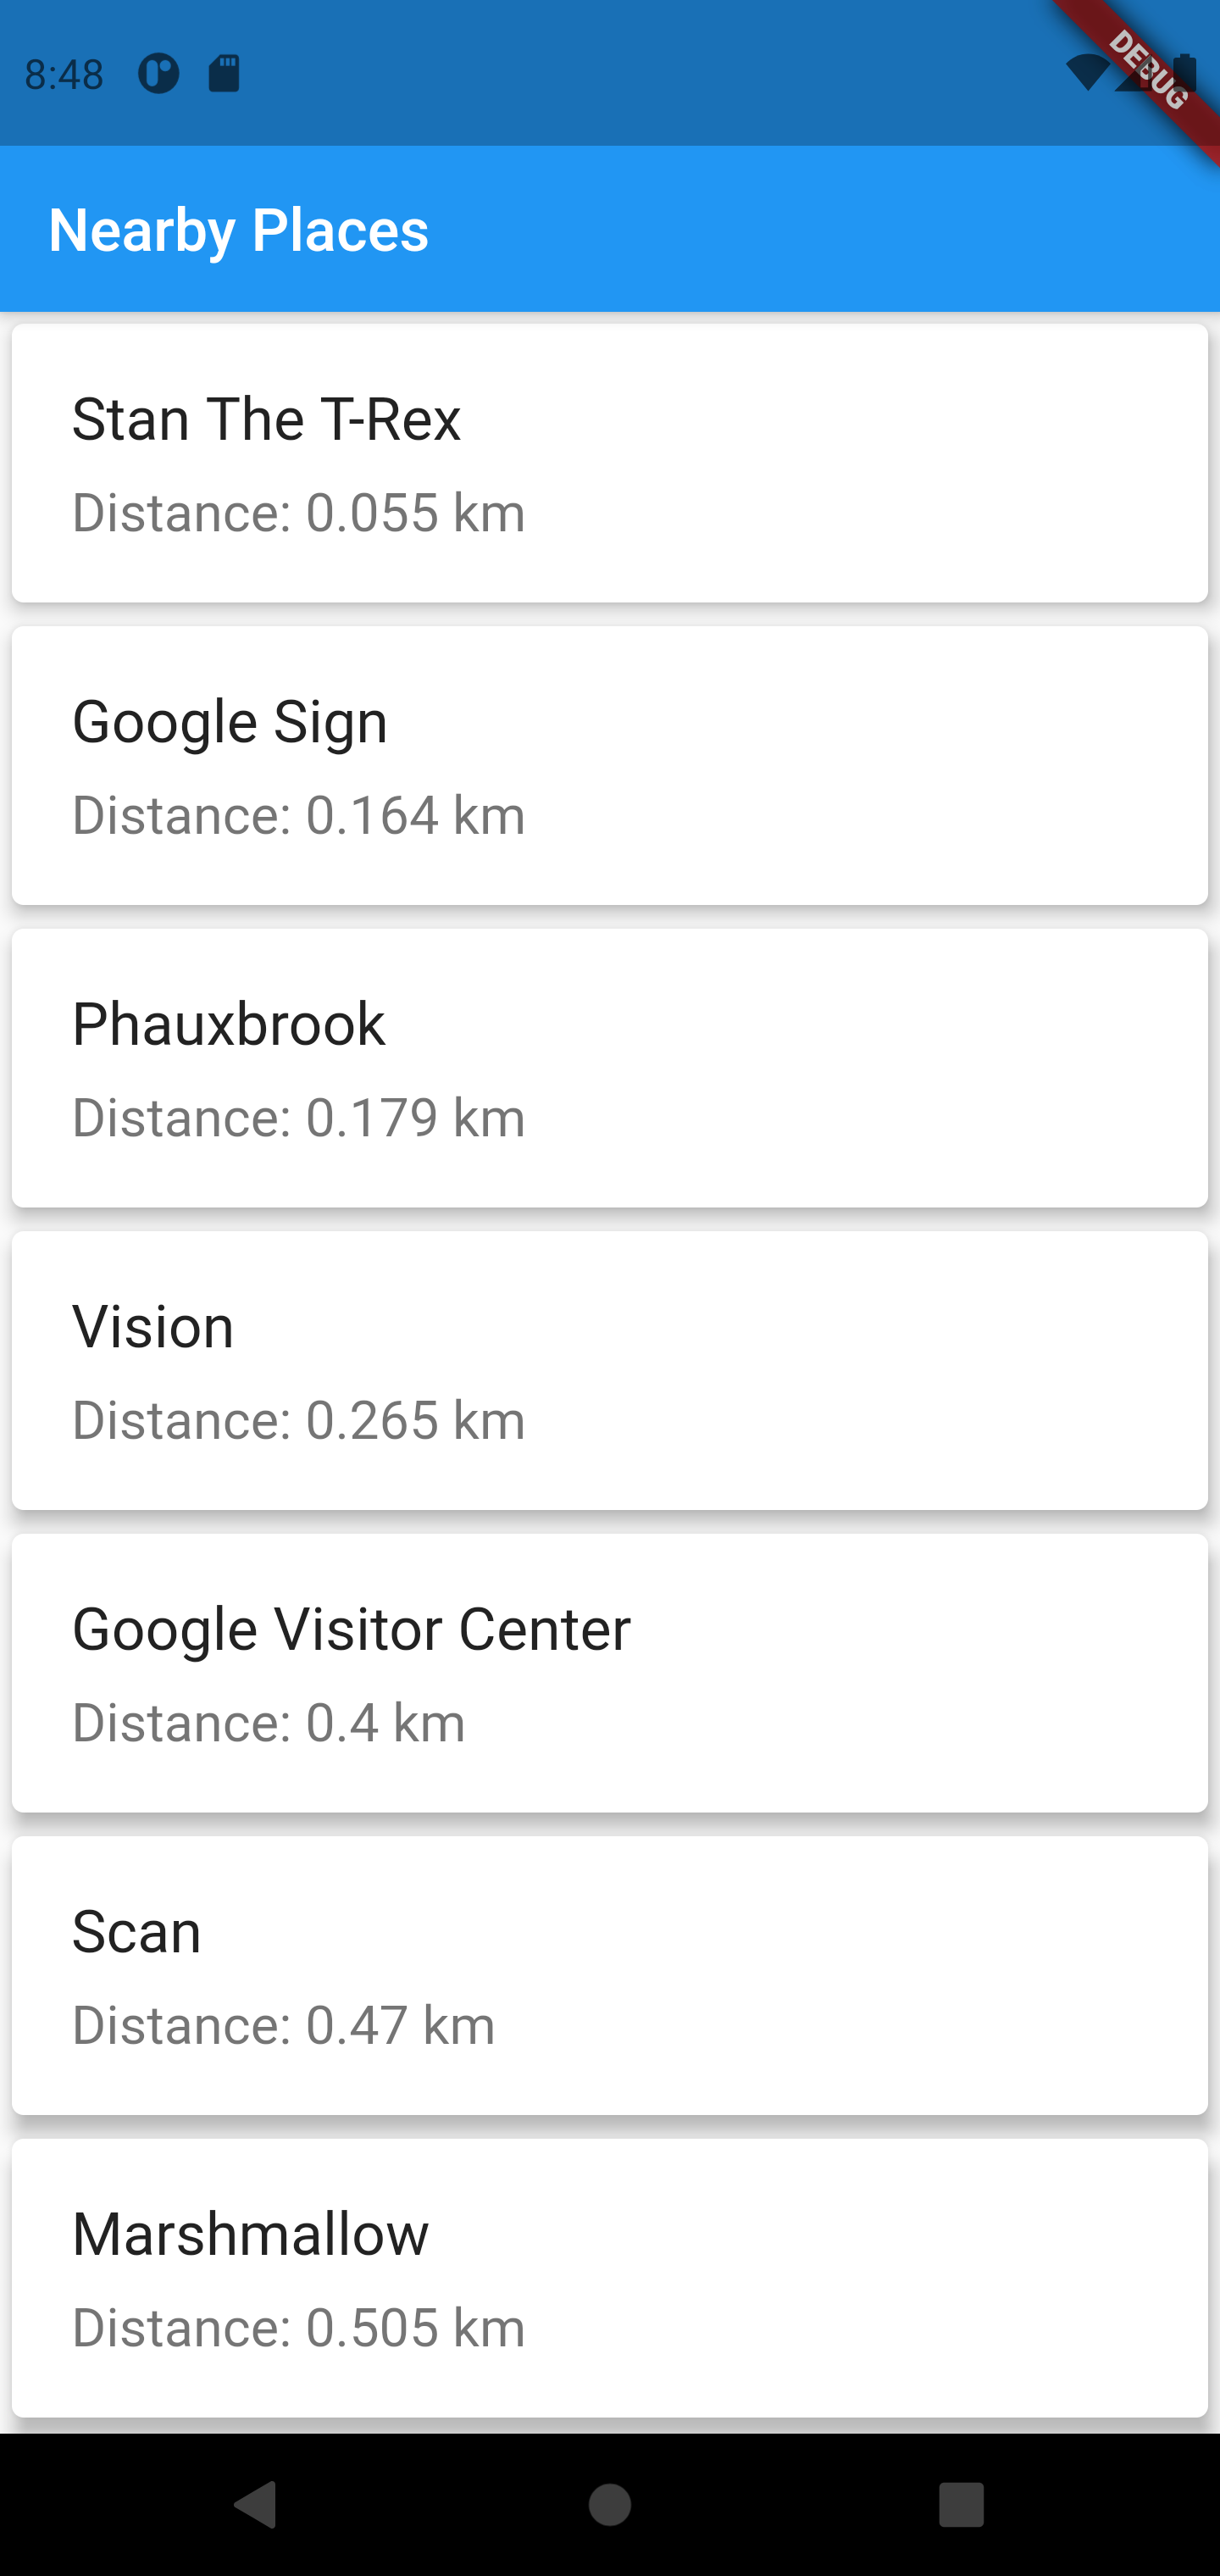 8:48
DEBUG
Nearby Places
Stan The T-Rex
Distance: 0.055 km
Google Sign
Distance: 0.164 km
Phauxbrook
Distance: 0.179 km
Vision
Distance: 0.265 km
Google Visitor Center
Distance: 0.4 km
Scan
Distance: 0.47 km
Marshmallow
Distance: 0.505 km